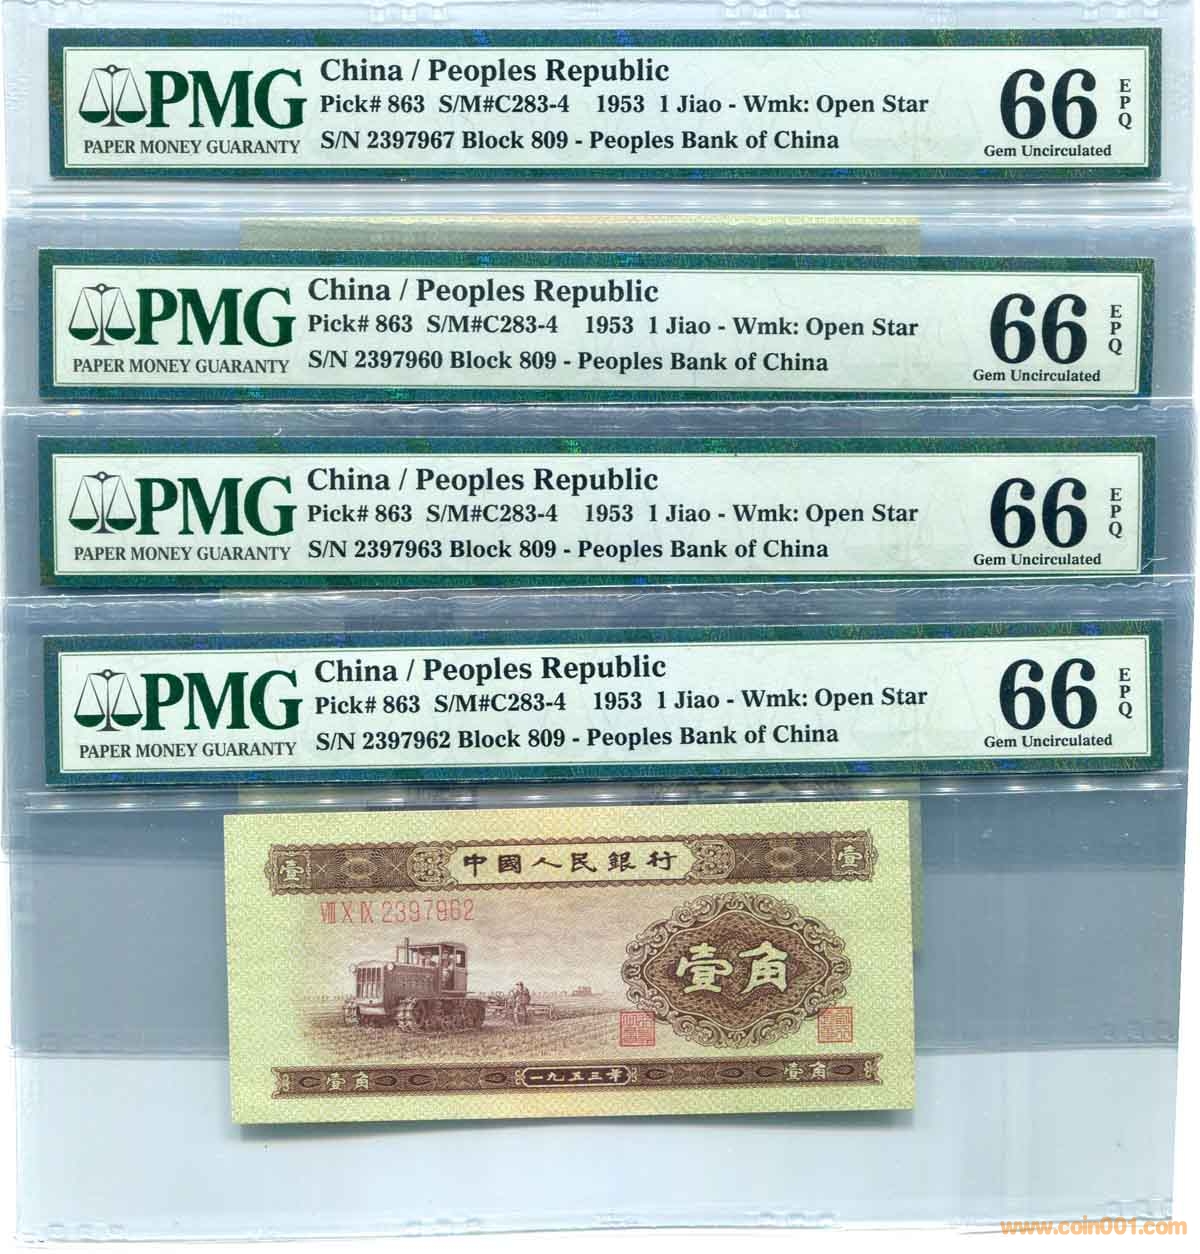 PMG
PAPER MONEY GUARANTY
China / Peoples Republic
Pick# 863 S/M#C283-4 1953 1 Jiao - Wmk: Open Star
S/N 2397967 Block 809 - Peoples Bank of China
66
EPQ
Gem Uncirculated
PMG
PAPER MONEY GUARANTY
China / Peoples Republic
Pick# 863 S/M#C283-4 1953 1 Jiao - Wmk: Open Star
S/N 2397960 Block 809 - Peoples Bank of China
66
EPQ
Gem Uncirculated
PMG
PAPER MONEY GUARANTY
China / Peoples Republic
Pick# 863 S/M#C283-4 1953 1 Jiao - Wmk: Open Star
S/N 2397963 Block 809 - Peoples Bank of China
66
EPQ
Gem Uncirculated
PMG
PAPER MONEY GUARANTY
China / Peoples Republic
Pick# 863 S/M#C283-4 1953 1 Jiao - Wmk: Open Star
S/N 2397962 Block 809 - Peoples Bank of China
66
EPQ
Gem Uncirculated
壹 中國人民銀行 壹
VIII X IX 2397962
壹角
壹角 一九五三年 壹角
www.coin001.com